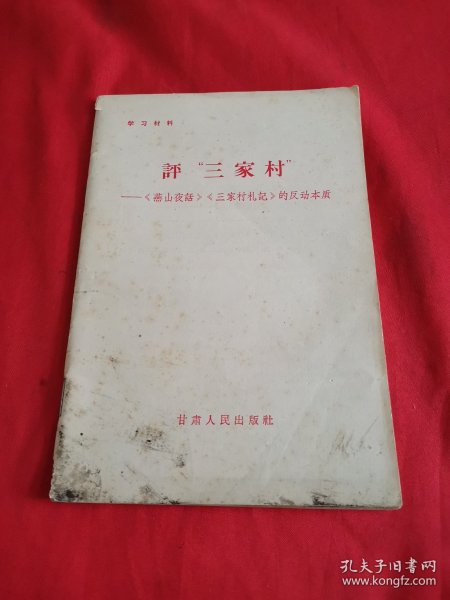 学习材料
評“三家村”
——《燕山夜話》《三家村札記》的反动本质
甘肃人民出版社
孔夫子旧书网
www.kongfz.com